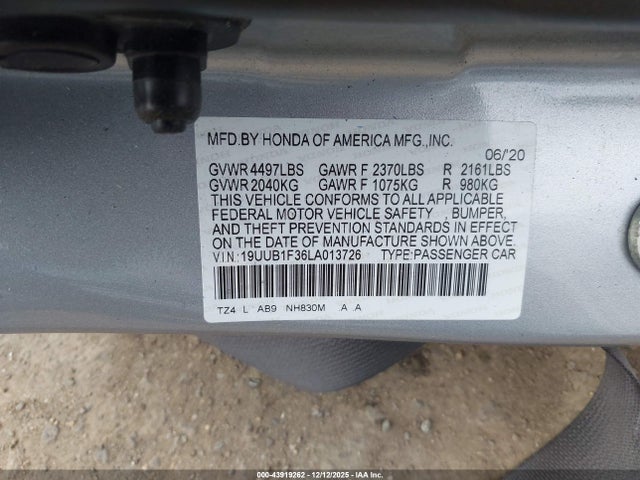 MFD.BY HONDA OF AMERICA MFG.,INC.
06/'20
GVWR 4497LBS GAWR F 2370LBS R 2161LBS
GVWR 2040KG GAWR F 1075KG R 980KG
THIS VEHICLE CONFORMS TO ALL APPLICABLE
FEDERAL MOTOR VEHICLE SAFETY , BUMPER,
AND THEFT PREVENTION STANDARDS IN EFFECT
ON THE DATE OF MANUFACTURE SHOWN ABOVE.
VIN:19UUB1F36LA013726 TYPE:PASSENGER CAR
TZ4 L AB9 NH830M A A
000-43919262 - 12/12/2025 - IAA Inc.